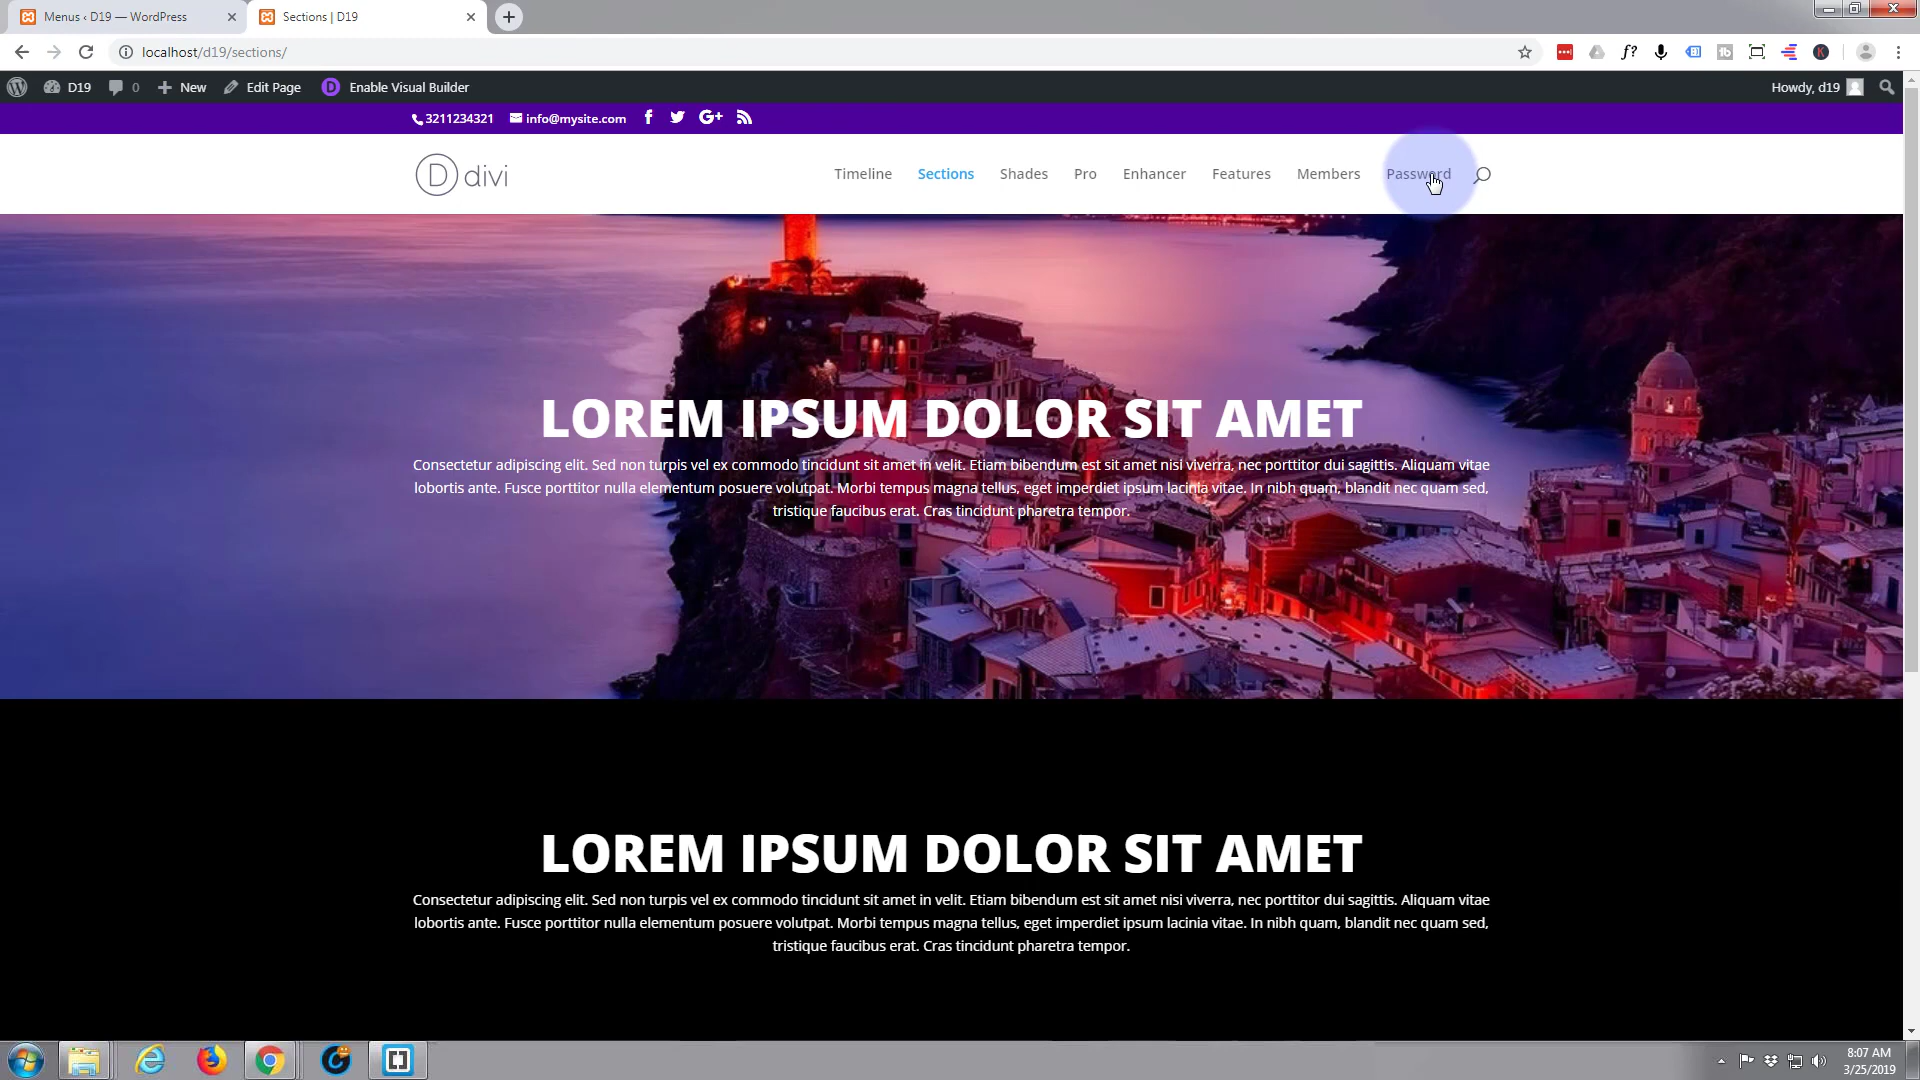 Menus ‹ D19 — WordPress
Sections | D19
localhost/d19/sections/
D19 0 New Edit Page Enable Visual Builder Howdy, d19
3211234321 info@mysite.com
D divi
Timeline Sections Shades Pro Enhancer Features Members Password
LOREM IPSUM DOLOR SIT AMET
Consectetur adipiscing elit. Sed non turpis vel ex commodo tincidunt sit amet in velit. Etiam bibendum est sit amet nisi viverra, nec porttitor dui sagittis. Aliquam vitae
lobortis ante. Fusce porttitor nulla elementum posuere volutpat. Morbi tempus magna tellus, eget imperdiet ipsum lacinia vitae. In nibh quam, blandit nec quam sed,
tristique faucibus erat. Cras tincidunt pharetra tempor.
LOREM IPSUM DOLOR SIT AMET
Consectetur adipiscing elit. Sed non turpis vel ex commodo tincidunt sit amet in velit. Etiam bibendum est sit amet nisi viverra, nec porttitor dui sagittis. Aliquam vitae
lobortis ante. Fusce porttitor nulla elementum posuere volutpat. Morbi tempus magna tellus, eget imperdiet ipsum lacinia vitae. In nibh quam, blandit nec quam sed,
tristique faucibus erat. Cras tincidunt pharetra tempor.
8:07 AM
3/25/2019